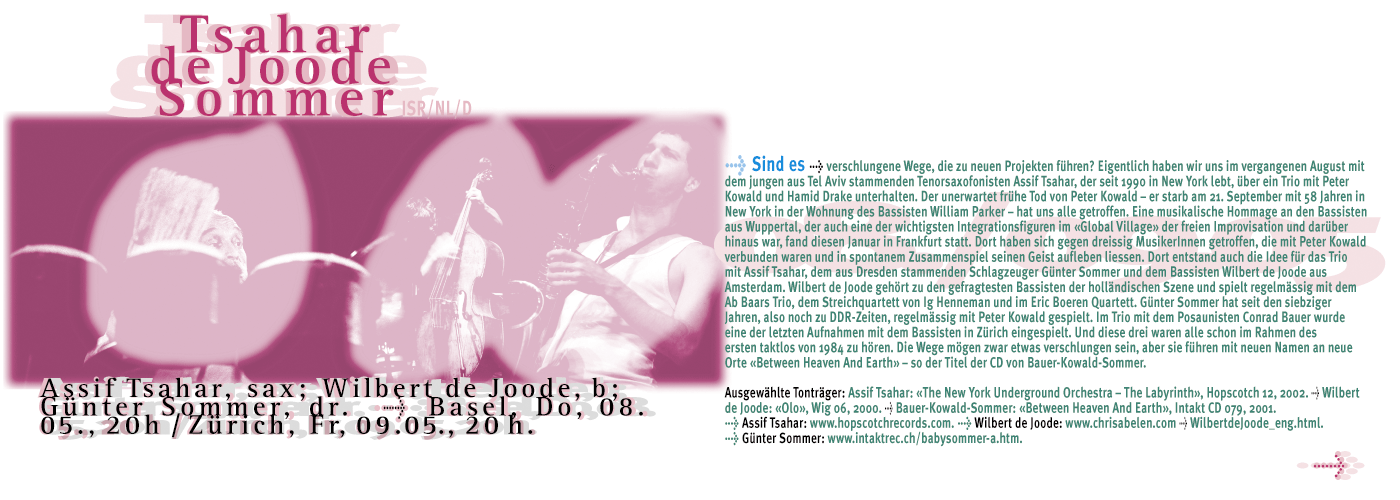 Tsahar
de Joode
Sommer ISR/NL/D
Assif Tsahar, sax; Wilbert de Joode, b;
Günter Sommer, dr. Basel, Do, 08.
05., 20h / Zürich, Fr, 09.05., 20 h.
Sind es verschlungene Wege, die zu neuen Projekten führen? Eigentlich haben wir uns im vergangenen August mit
dem jungen aus Tel Aviv stammenden Tenorsaxofonisten Assif Tsahar, der seit 1990 in New York lebt, über ein Trio mit Peter
Kowald und Hamid Drake unterhalten. Der unerwartet frühe Tod von Peter Kowald – er starb am 21. September mit 58 Jahren in
New York in der Wohnung des Bassisten William Parker – hat uns alle getroffen. Eine musikalische Hommage an den Bassisten
aus Wuppertal, der auch eine der wichtigsten Integrationsfiguren im «Global Village» der freien Improvisation und darüber
hinaus war, fand diesen Januar in Frankfurt statt. Dort haben sich gegen dreissig MusikerInnen getroffen, die mit Peter Kowald
verbunden waren und in spontanem Zusammenspiel seinen Geist aufleben liessen. Dort entstand auch die Idee für das Trio
mit Assif Tsahar, dem aus Dresden stammenden Schlagzeuger Günter Sommer und dem Bassisten Wilbert de Joode aus
Amsterdam. Wilbert de Joode gehört zu den gefragtesten Bassisten der holländischen Szene und spielt regelmässig mit dem
Ab Baars Trio, dem Streichquartett von Ig Henneman und im Eric Boeren Quartett. Günter Sommer hat seit den siebziger
Jahren, also noch zu DDR-Zeiten, regelmässig mit Peter Kowald gespielt. Im Trio mit dem Posaunisten Conrad Bauer wurde
eine der letzten Aufnahmen mit dem Bassisten in Zürich eingespielt. Und diese drei waren alle schon im Rahmen des
ersten taktlos von 1984 zu hören. Die Wege mögen zwar etwas verschlungen sein, aber sie führen mit neuen Namen an neue
Orte «Between Heaven And Earth» – so der Titel der CD von Bauer-Kowald-Sommer.
Ausgewählte Tonträger: Assif Tsahar: «The New York Underground Orchestra – The Labyrinth», Hopscotch 12, 2002. Wilbert
de Joode: «Olo», Wig 06, 2000. Bauer-Kowald-Sommer: «Between Heaven And Earth», Intakt CD 079, 2001.
Assif Tsahar: www.hopscotchrecords.com. Wilbert de Joode: www.chrisabelen.com WilbertdeJoode_eng.html.
Günter Sommer: www.intaktrec.ch/babysommer-a.htm.